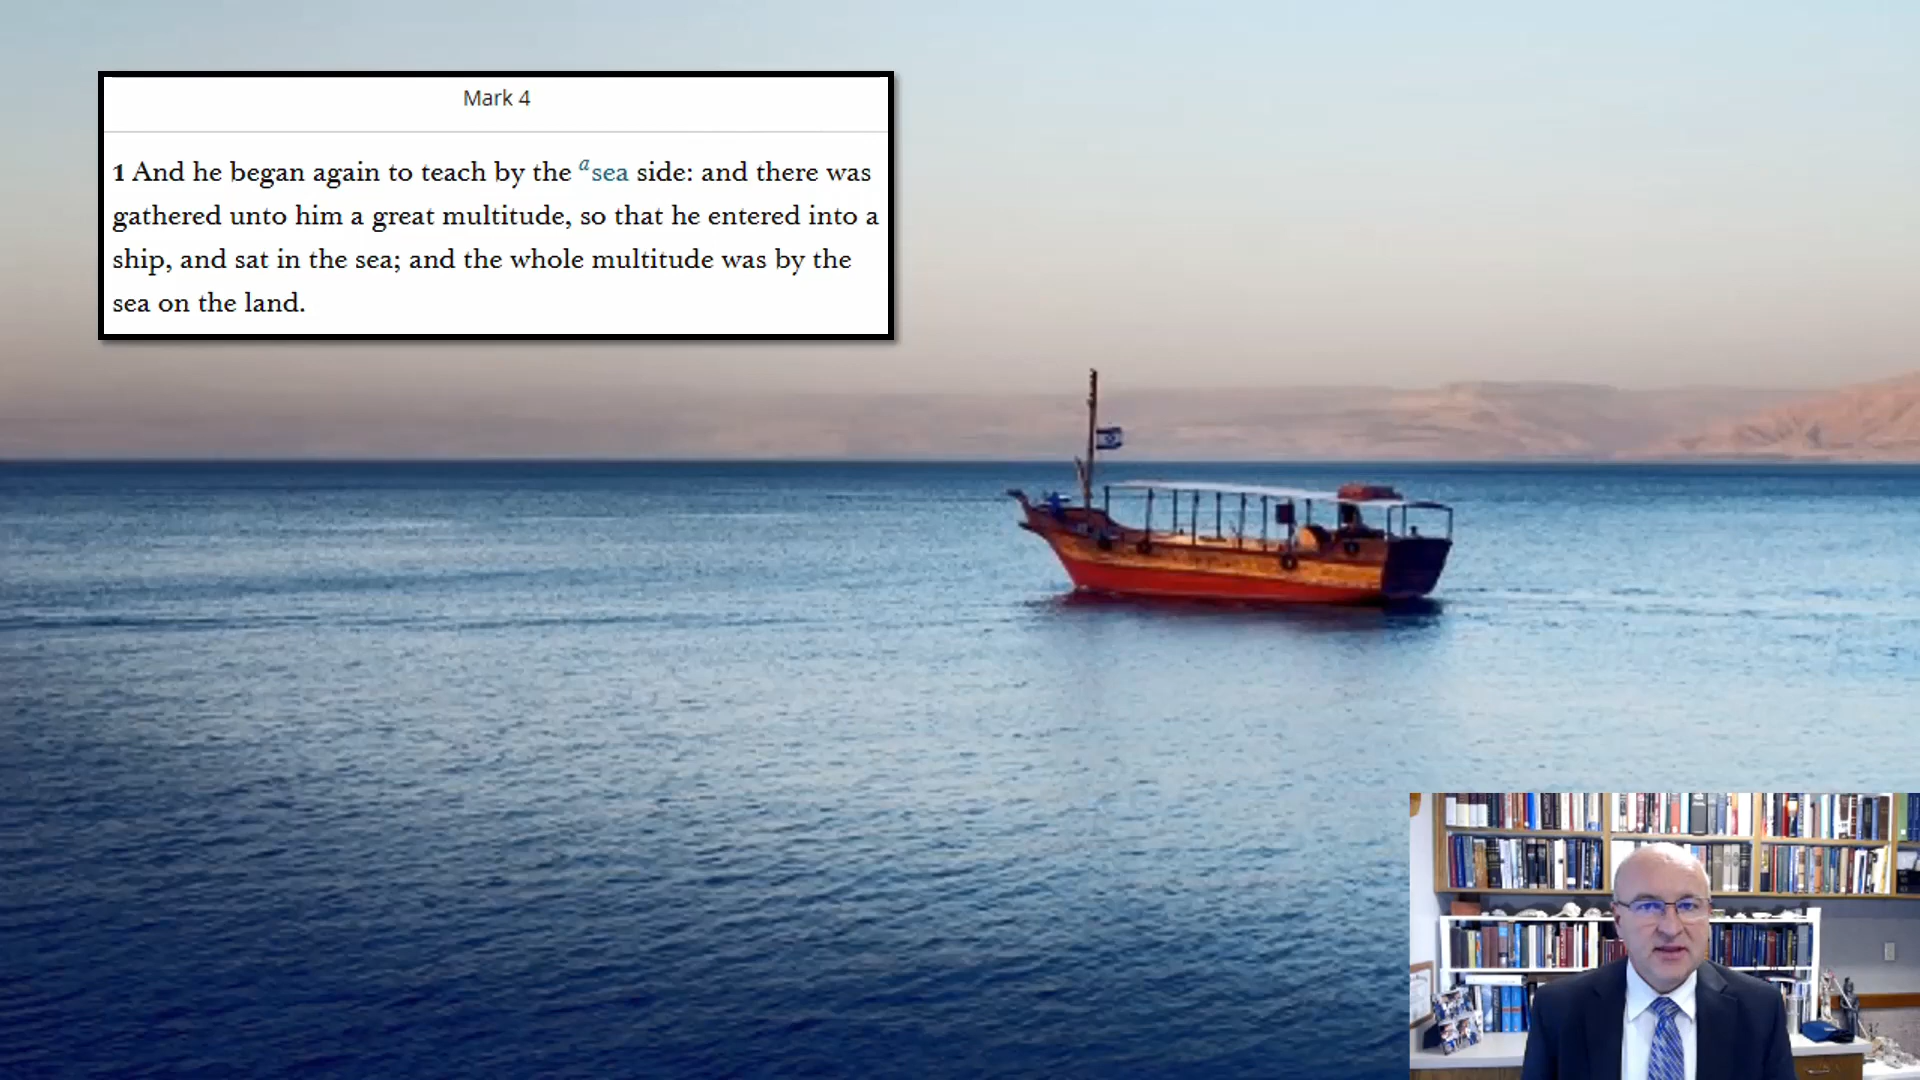 Mark 4
1 And he began again to teach by the a sea side: and there was
gathered unto him a great multitude, so that he entered into a
ship, and sat in the sea; and the whole multitude was by the
sea on the land.